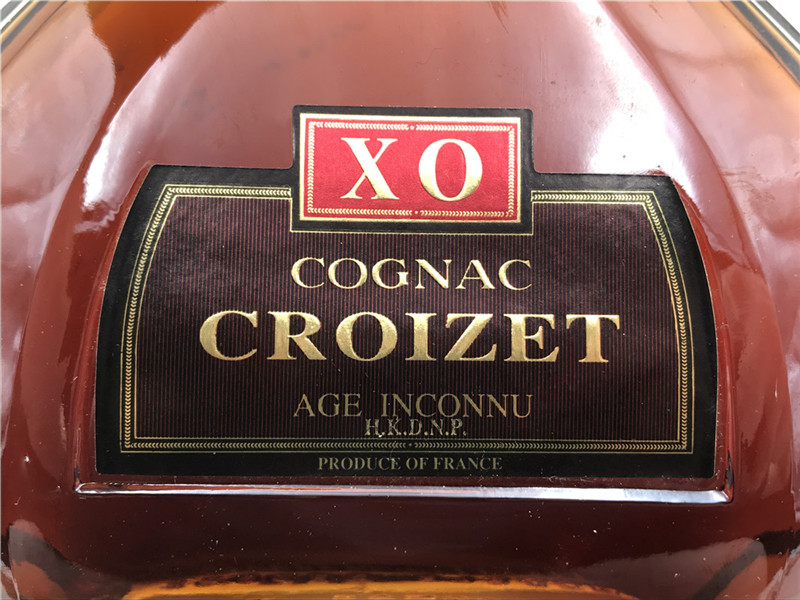 XO
COGNAC
CROIZET
AGE INCONNU
H.K.D.N.P.
PRODUCE OF FRANCE